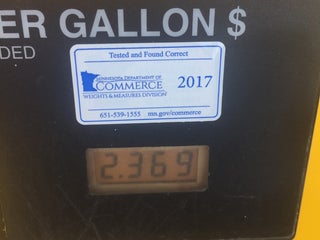 ER GALLON $
DED
Tested and Found Correct
MINNESOTA DEPARTMENT OF
COMMERCE
WEIGHTS & MEASURES DIVISION
2017
651-539-1555 mn.gov/commerce
2.369